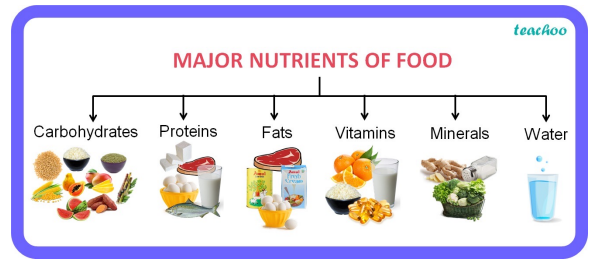 teachoo
MAJOR NUTRIENTS OF FOOD
Carbohydrates Proteins Fats Vitamins Minerals Water